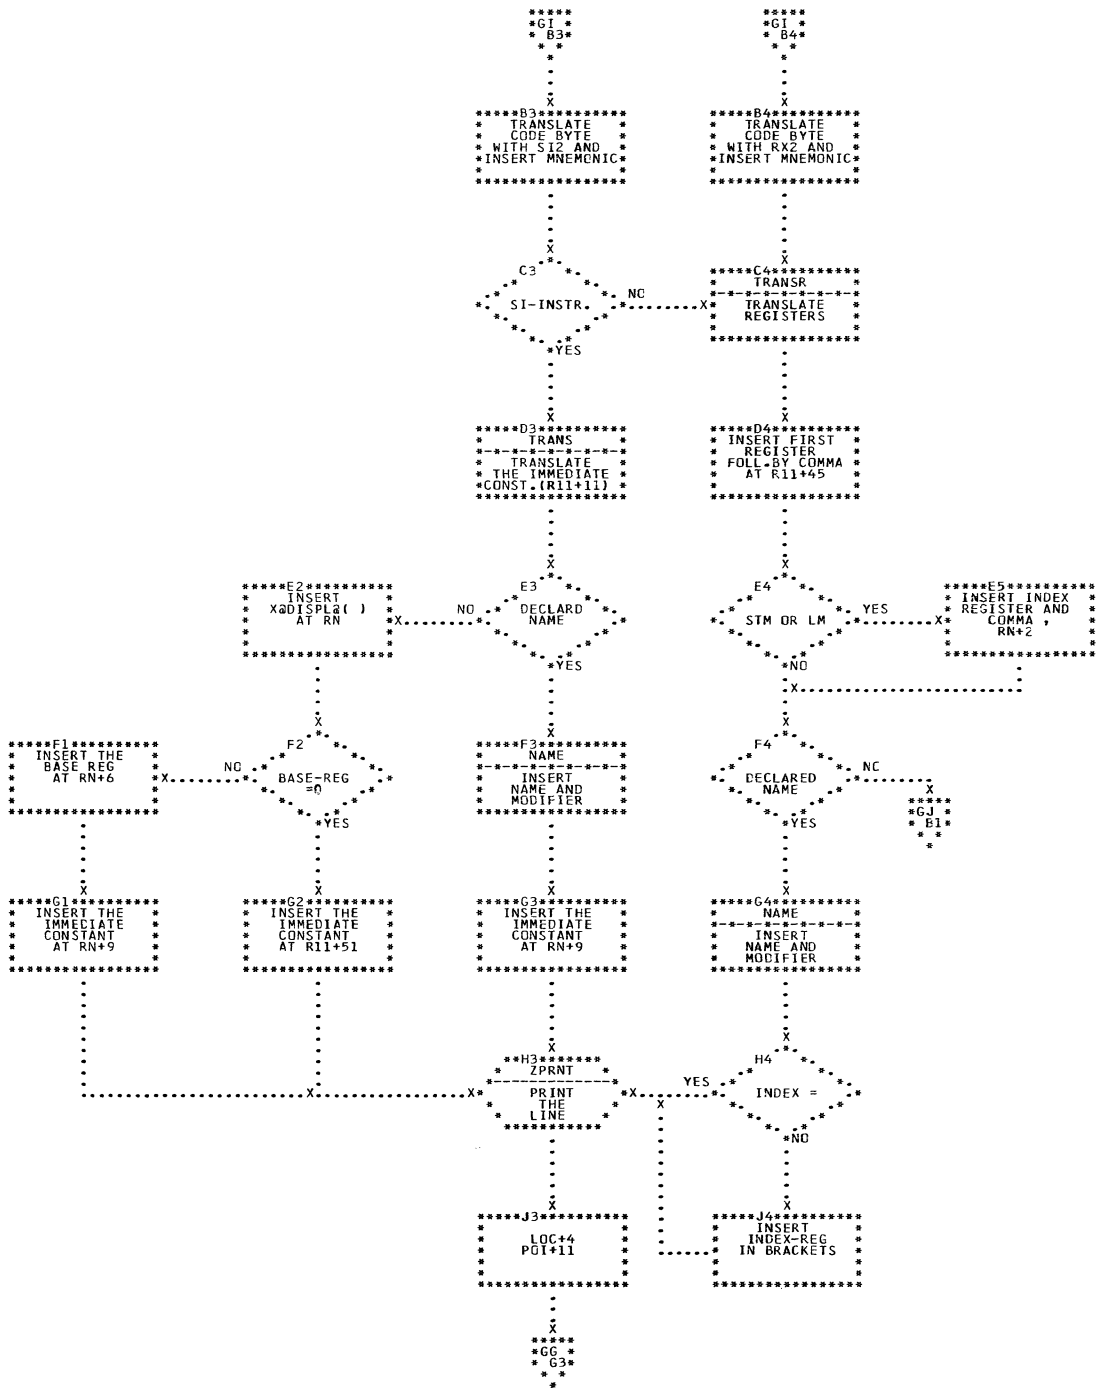 GI
B3
GI
B4
B3
TRANSLATE
CODE BYTE
WITH SI2 AND
INSERT MNEMONIC
B4
TRANSLATE
CODE BYTE
WITH RX2 AND
INSERT MNEMONIC
C3
SI-INSTR.
NO
YES
C4
TRANSR
TRANSLATE
REGISTERS
D3
TRANS
TRANSLATE
THE IMMEDIATE
CONST.(R11+11)
D4
INSERT FIRST
REGISTER
FOLL.BY COMMA
AT R11+45
E2
INSERT
X@DISPL@( )
AT RN
NO
E3
DECLARD
NAME
YES
E4
STM OR LM
YES
NO
E5
INSERT INDEX
REGISTER AND
COMMA ,
RN+2
F1
INSERT THE
BASE REG
AT RN+6
NO
F2
BASE-REG
=0
YES
F3
NAME
INSERT
NAME AND
MODIFIER
F4
DECLARED
NAME
NO
YES
GJ
B1
G1
INSERT THE
IMMEDIATE
CONSTANT
AT RN+9
G2
INSERT THE
IMMEDIATE
CONSTANT
AT R11+51
G3
INSERT THE
IMMEDIATE
CONSTANT
AT RN+9
G4
NAME
INSERT
NAME AND
MODIFIER
H3
ZPRNT
PRINT
THE
LINE
YES
H4
INDEX =
NO
J3
LOC+4
POI+11
J4
INSERT
INDEX-REG
IN BRACKETS
GG
G3